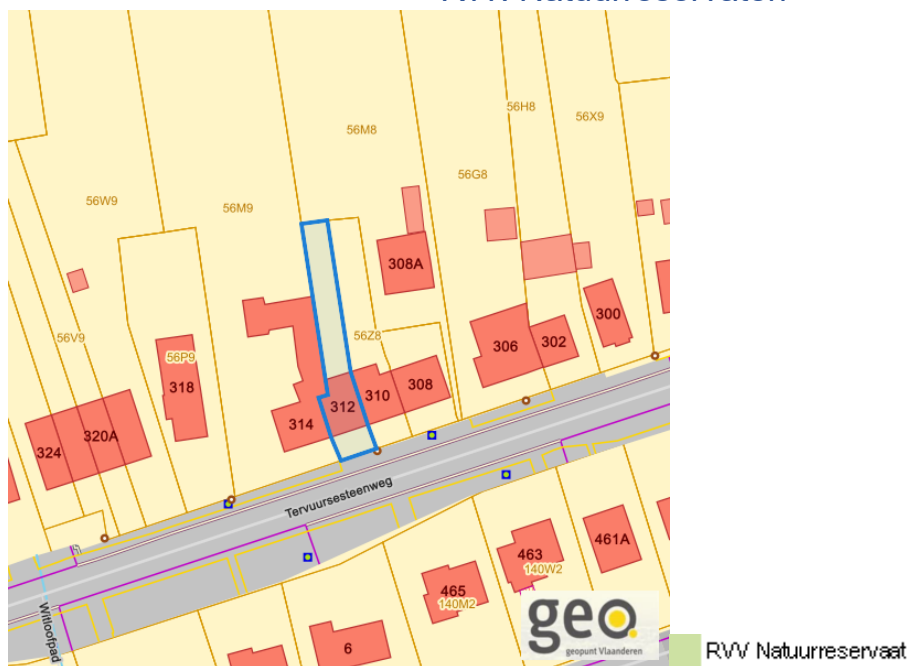 56H8
56M8
56X9
56G8
56W9
56M9
308A
300
56V9
56Z8
306
302
56P9
318
308
310
312
314
320A
324
Tervuursesteenweg
463
461A
140W2
465
140M2
Witloofpad
6
geo
geopunt Vlaanderen
RVV Natuurreservaat